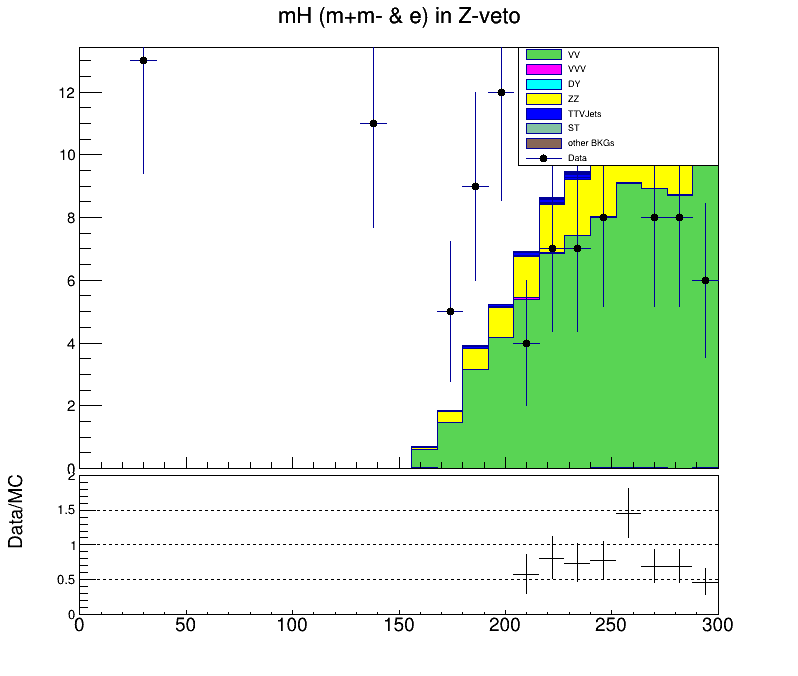 mH (m+m- & e) in Z-veto
VV
VVV
DY
ZZ
TTVJets
ST
other BKGs
Data
12
10
8
6
4
2
0
Data/MC
2
1.5
1
0.5
0
0 50 100 150 200 250 300